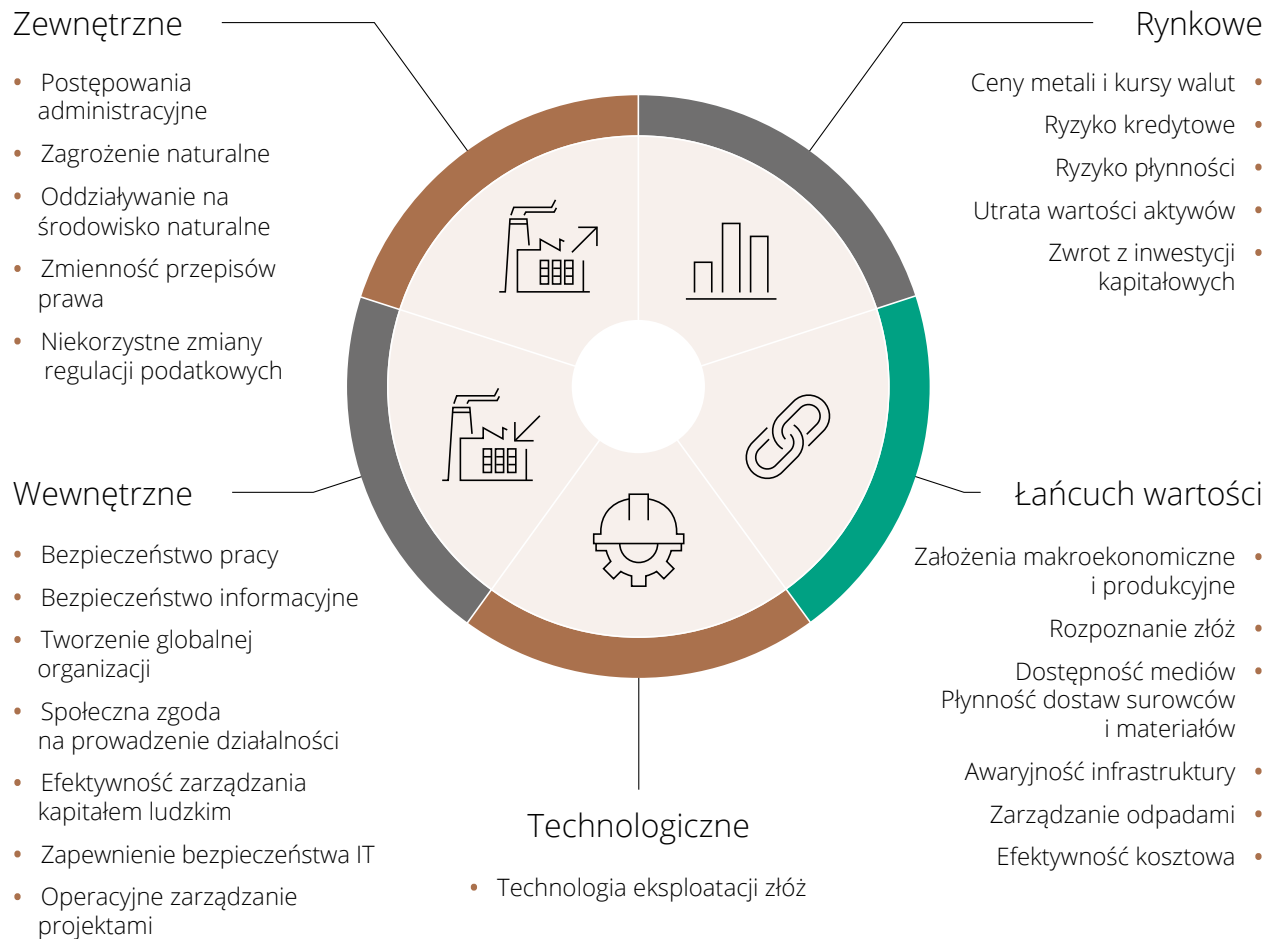 Zewnętrzne
• Postępowania
administracyjne
• Zagrożenie naturalne
• Oddziaływanie na
środowisko naturalne
• Zmienność przepisów
prawa
• Niekorzystne zmiany
regulacji podatkowych
Rynkowe
Ceny metali i kursy walut •
Ryzyko kredytowe •
Ryzyko płynności •
Utrata wartości aktywów •
Zwrot z inwestycji •
kapitałowych
Wewnętrzne
• Bezpieczeństwo pracy
• Bezpieczeństwo informacyjne
• Tworzenie globalnej
organizacji
• Społeczna zgoda
na prowadzenie działalności
• Efektywność zarządzania
kapitałem ludzkim
• Zapewnienie bezpieczeństwa IT
• Operacyjne zarządzanie
projektami
Technologiczne
• Technologia eksploatacji złóż
Łańcuch wartości
Założenia makroekonomiczne •
i produkcyjne
Rozpoznanie złóż •
Dostępność mediów •
Płynność dostaw surowców
i materiałów
Awaryjność infrastruktury •
Zarządzanie odpadami •
Efektywność kosztowa •